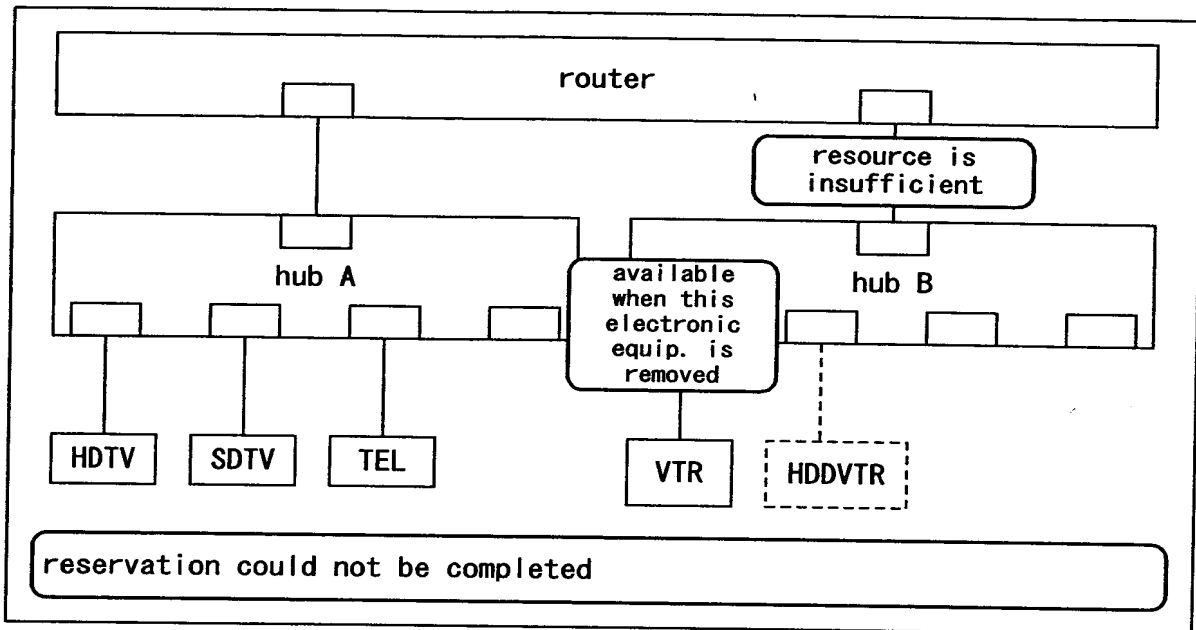 router
resource is
insufficient
hub A
available
when this
electronic
equip. is
removed
hub B
HDTV
SDTV
TEL
VTR
HDDVTR
reservation could not be completed